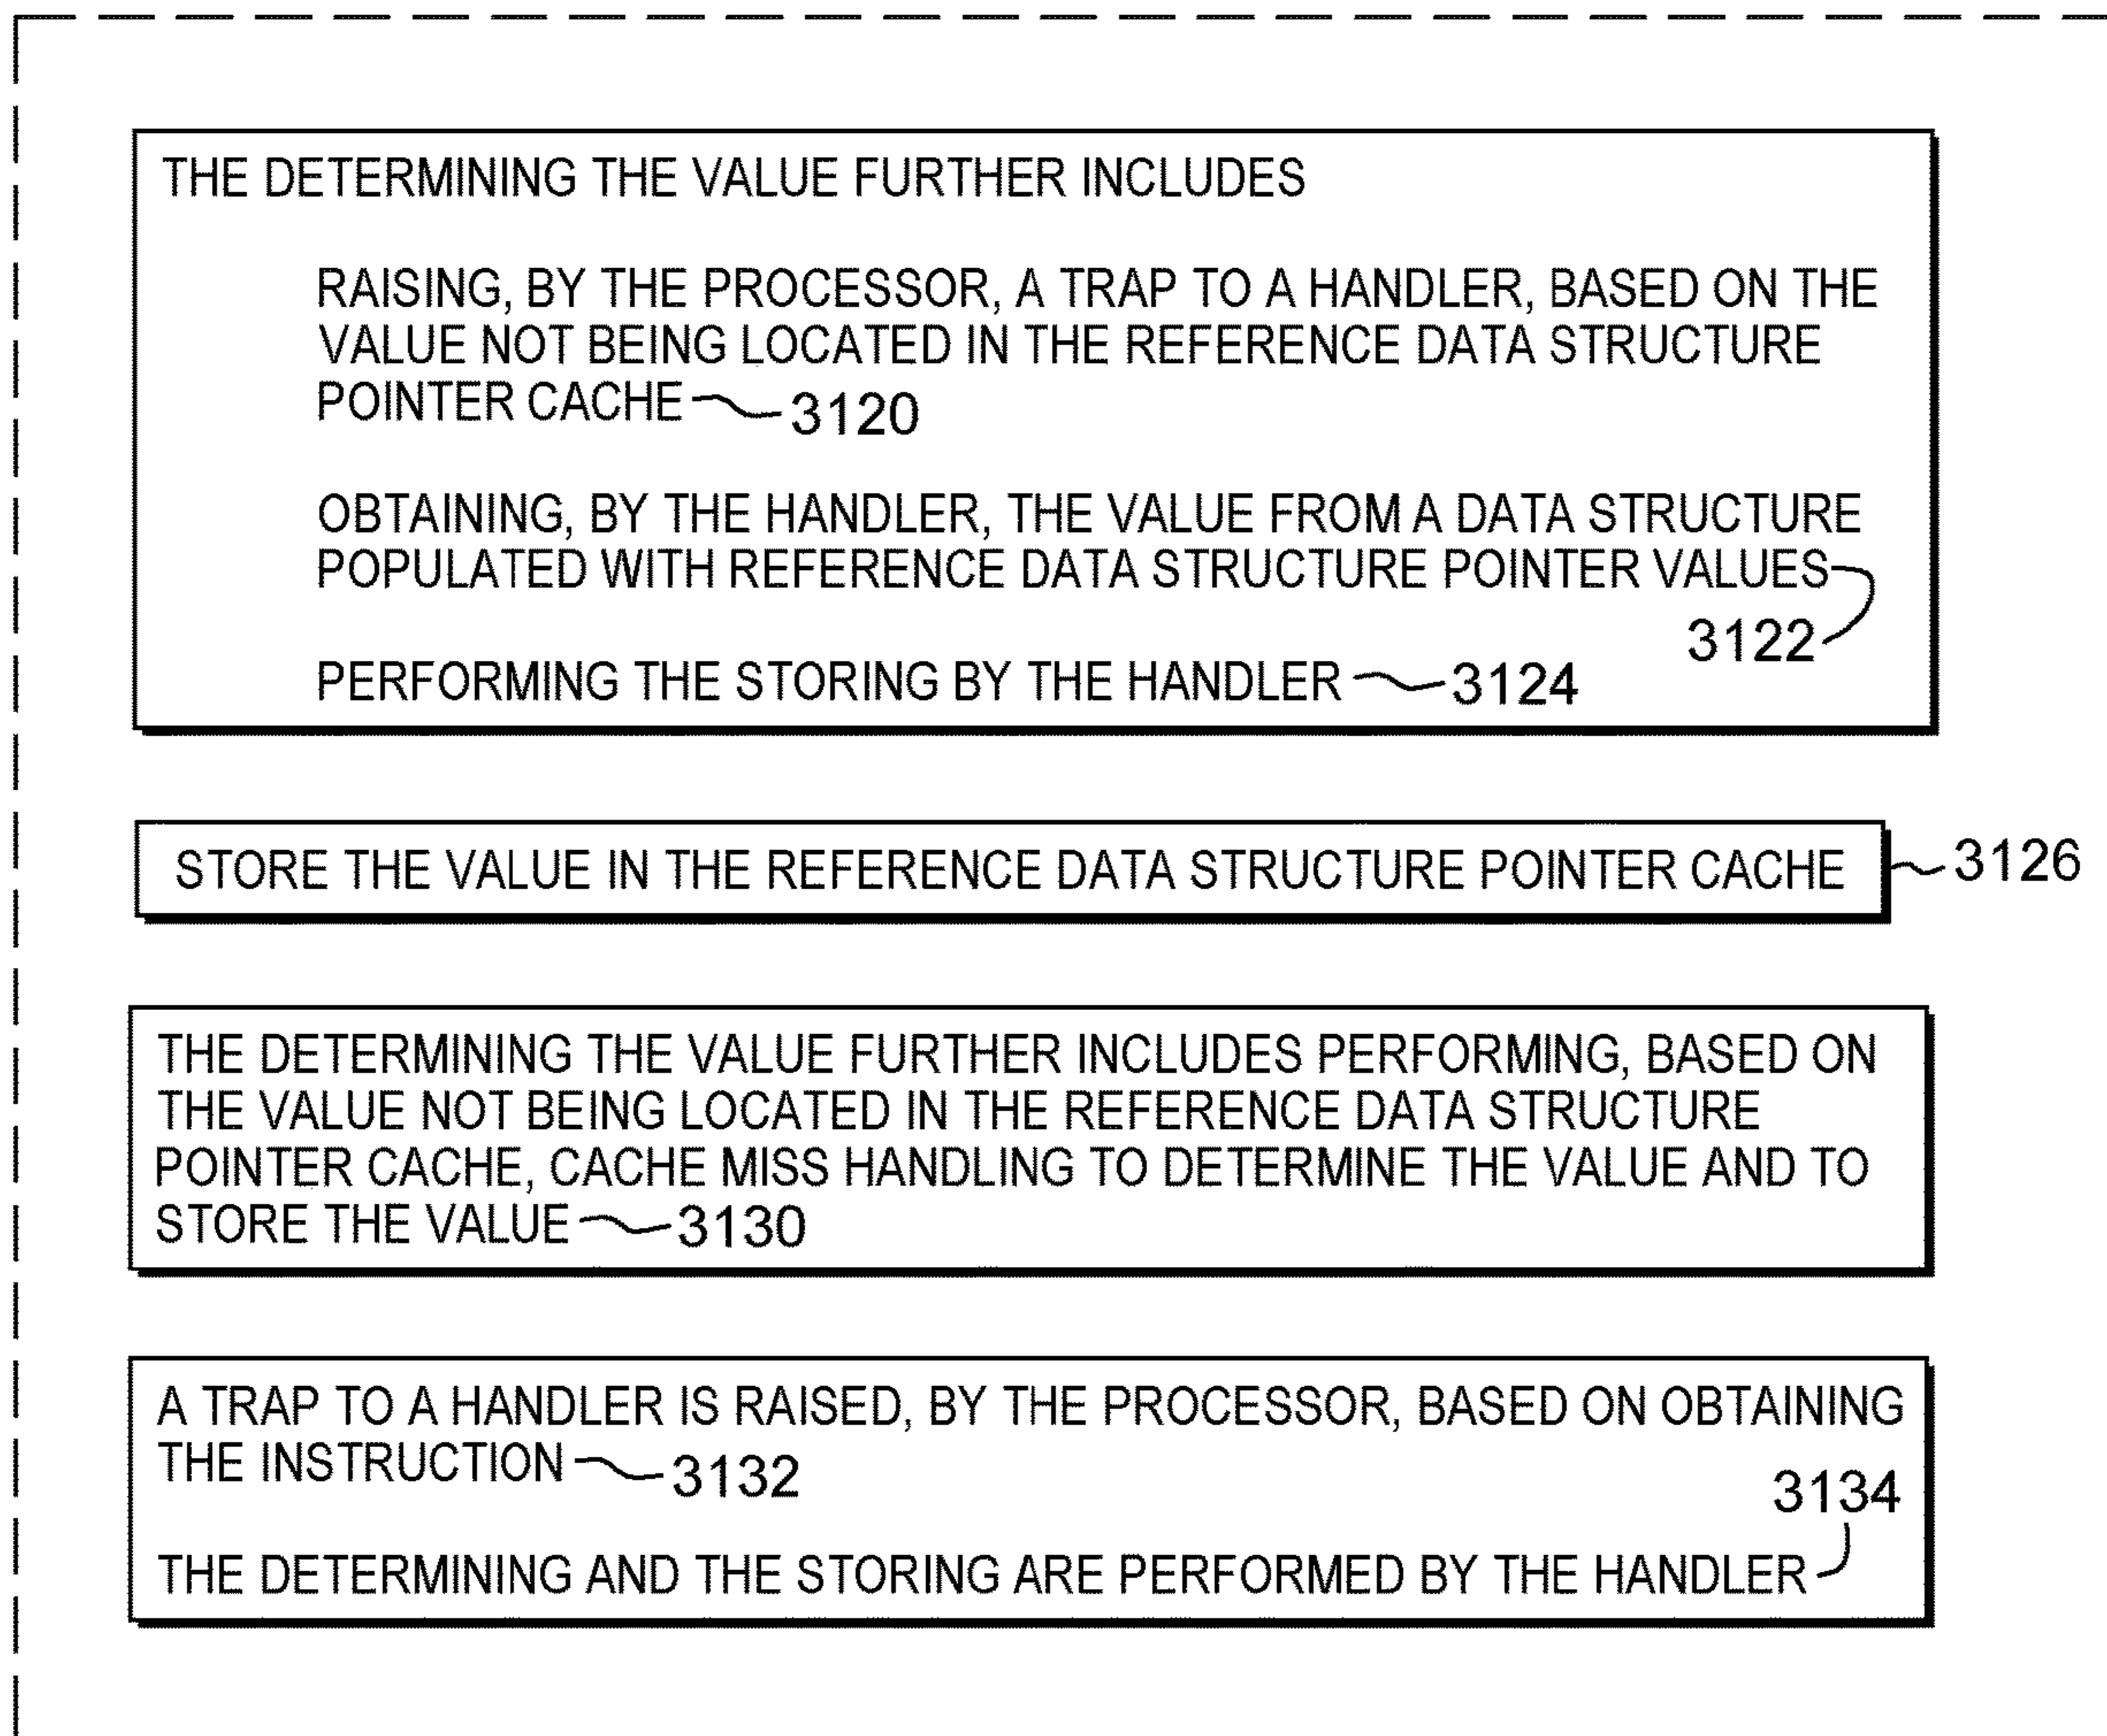 THE DETERMINING THE VALUE FURTHER INCLUDES
RAISING, BY THE PROCESSOR, A TRAP TO A HANDLER, BASED ON THE
VALUE NOT BEING LOCATED IN THE REFERENCE DATA STRUCTURE
POINTER CACHE 3120
OBTAINING, BY THE HANDLER, THE VALUE FROM A DATA STRUCTURE
POPULATED WITH REFERENCE DATA STRUCTURE POINTER VALUES
3122
PERFORMING THE STORING BY THE HANDLER 3124
STORE THE VALUE IN THE REFERENCE DATA STRUCTURE POINTER CACHE 3126
THE DETERMINING THE VALUE FURTHER INCLUDES PERFORMING, BASED ON
THE VALUE NOT BEING LOCATED IN THE REFERENCE DATA STRUCTURE
POINTER CACHE, CACHE MISS HANDLING TO DETERMINE THE VALUE AND TO
STORE THE VALUE 3130
A TRAP TO A HANDLER IS RAISED, BY THE PROCESSOR, BASED ON OBTAINING
THE INSTRUCTION 3132
3134
THE DETERMINING AND THE STORING ARE PERFORMED BY THE HANDLER